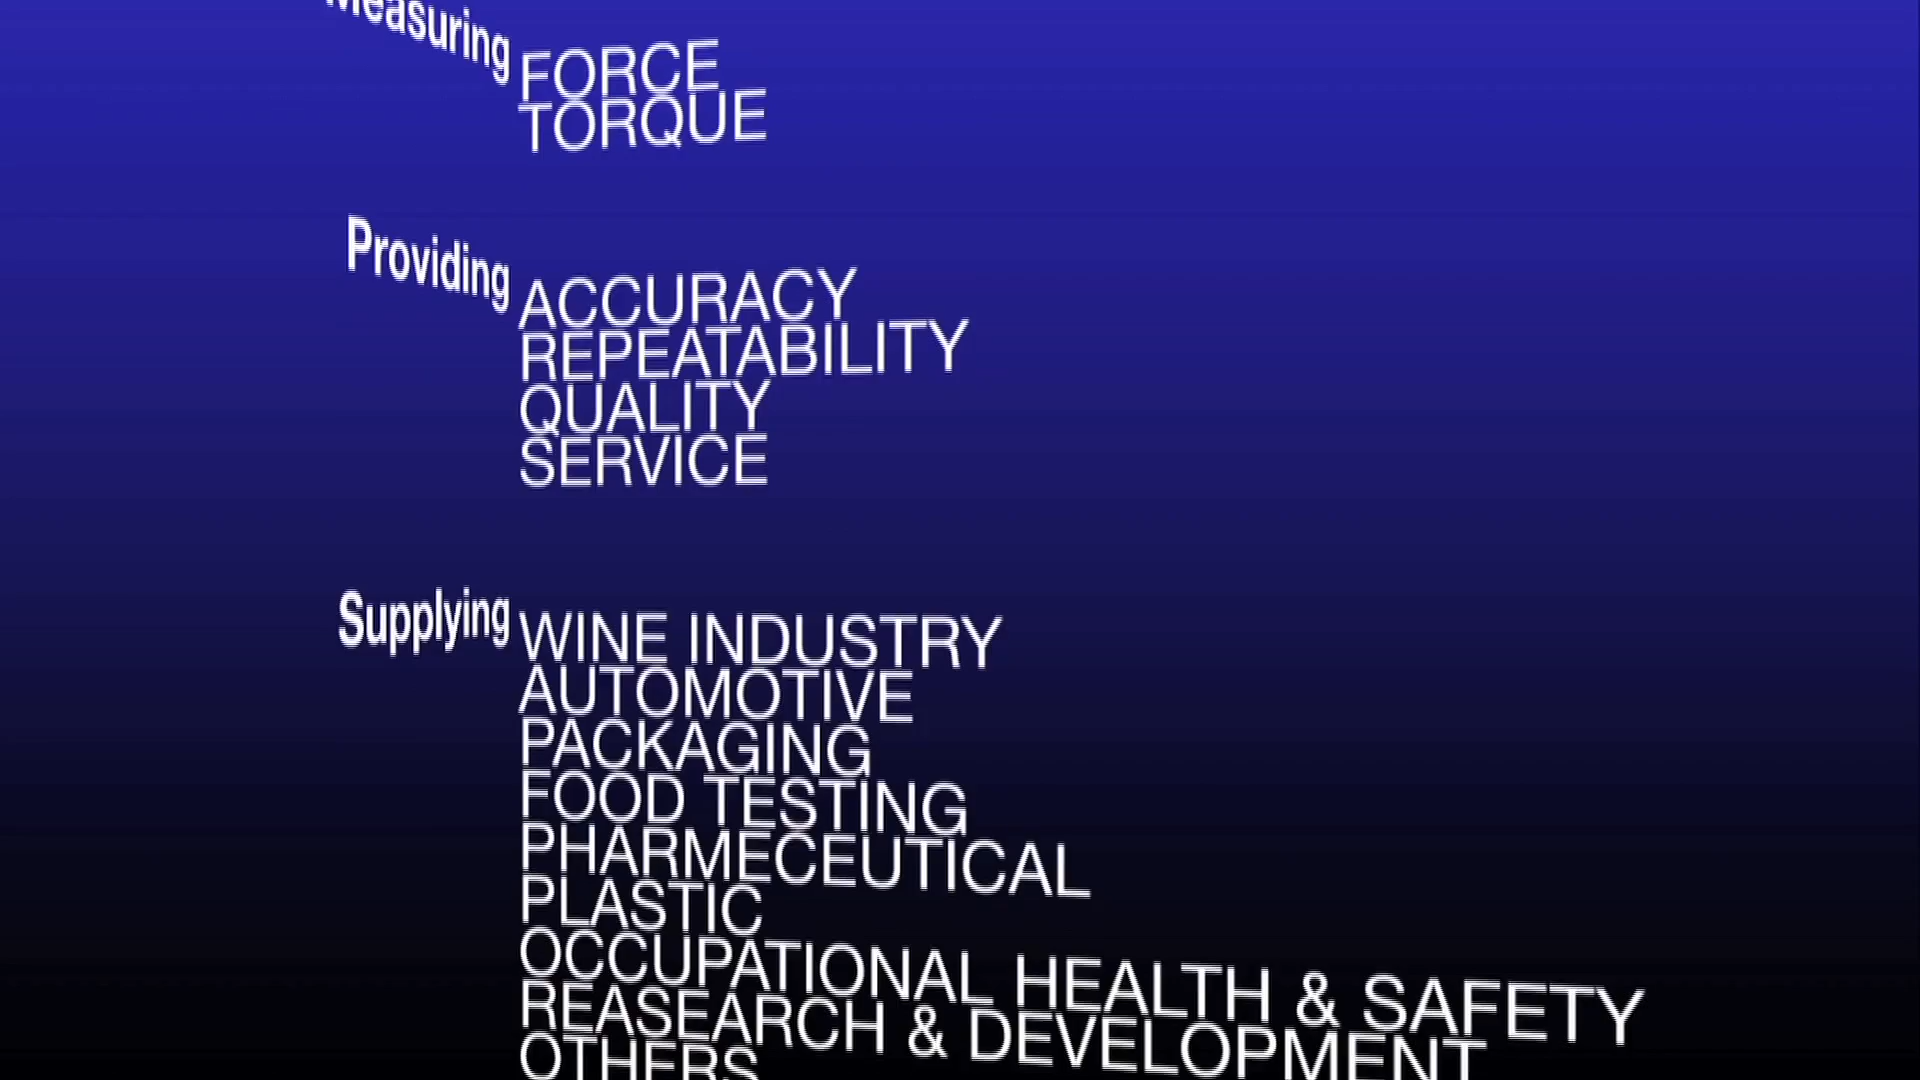 Measuring
FORCE
TORQUE
Providing
ACCURACY
REPEATABILITY
QUALITY
SERVICE
Supplying
WINE INDUSTRY
AUTOMOTIVE
PACKAGING
FOOD TESTING
PHARMECEUTICAL
PLASTIC
OCCUPATIONAL HEALTH & SAFETY
REASEARCH & DEVELOPMENT
OTHERS